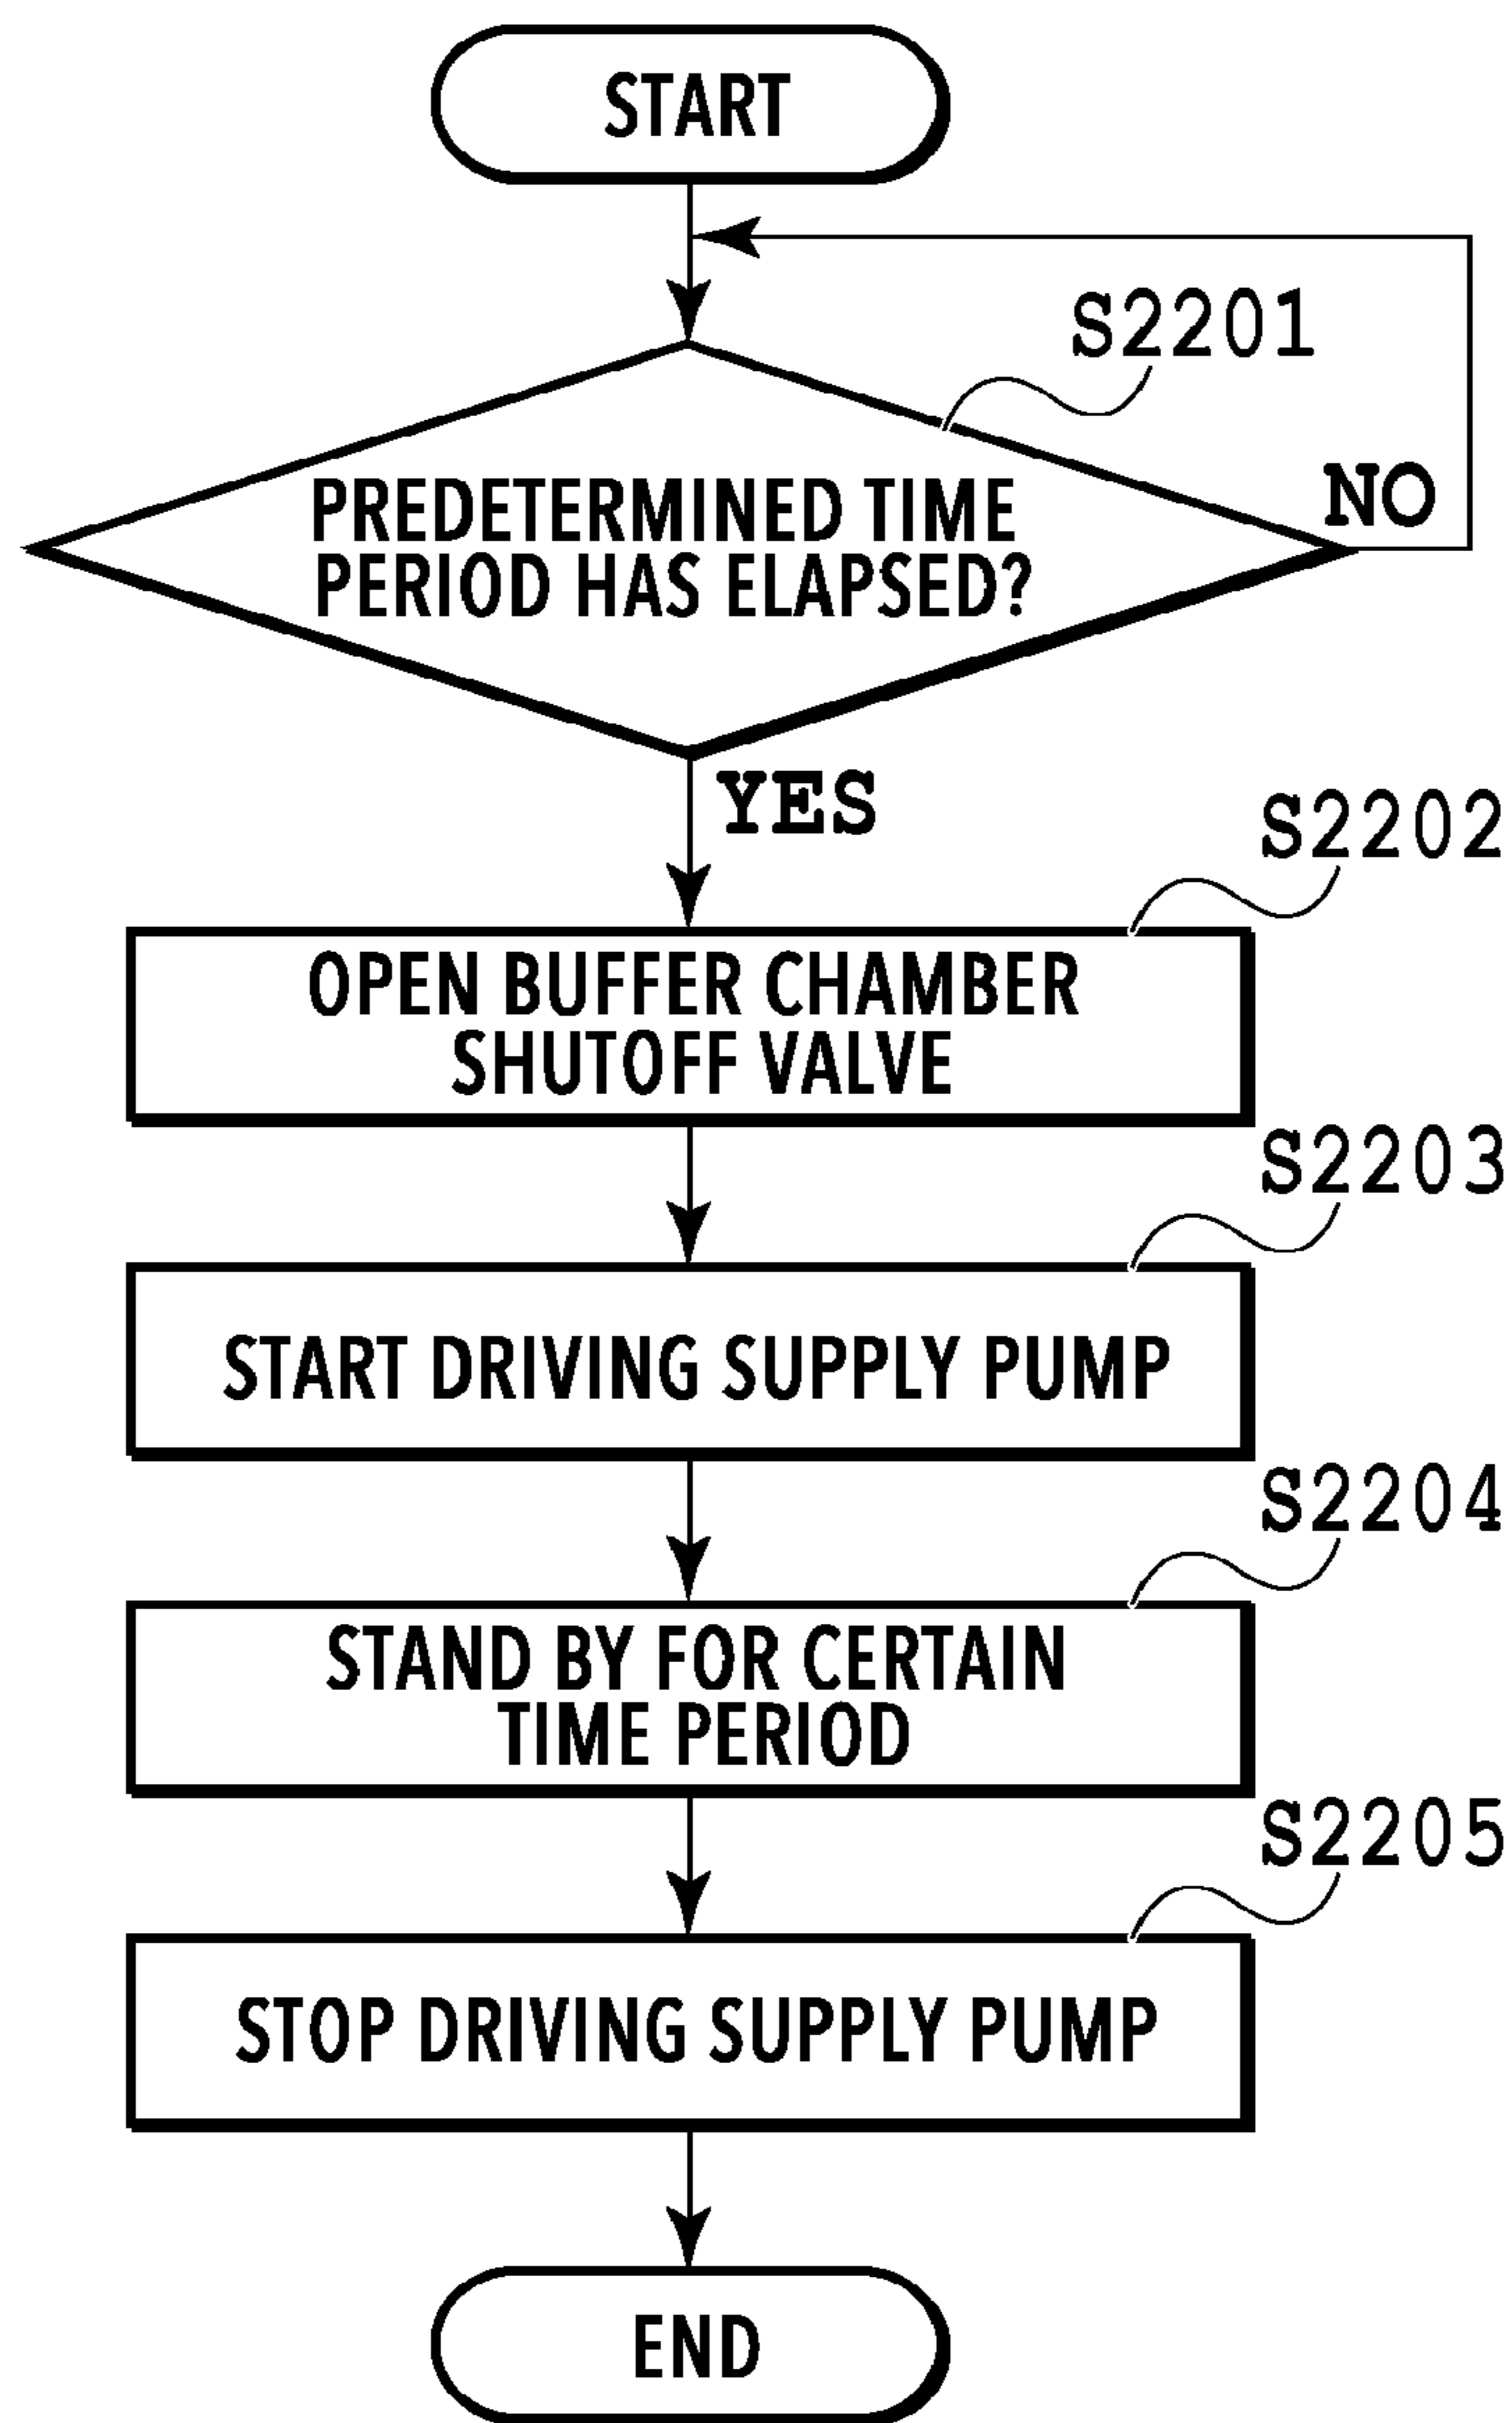 START
S2201
PREDETERMINED TIME
PERIOD HAS ELAPSED?
NO
YES
S2202
OPEN BUFFER CHAMBER
SHUTOFF VALVE
S2203
START DRIVING SUPPLY PUMP
S2204
STAND BY FOR CERTAIN
TIME PERIOD
S2205
STOP DRIVING SUPPLY PUMP
END